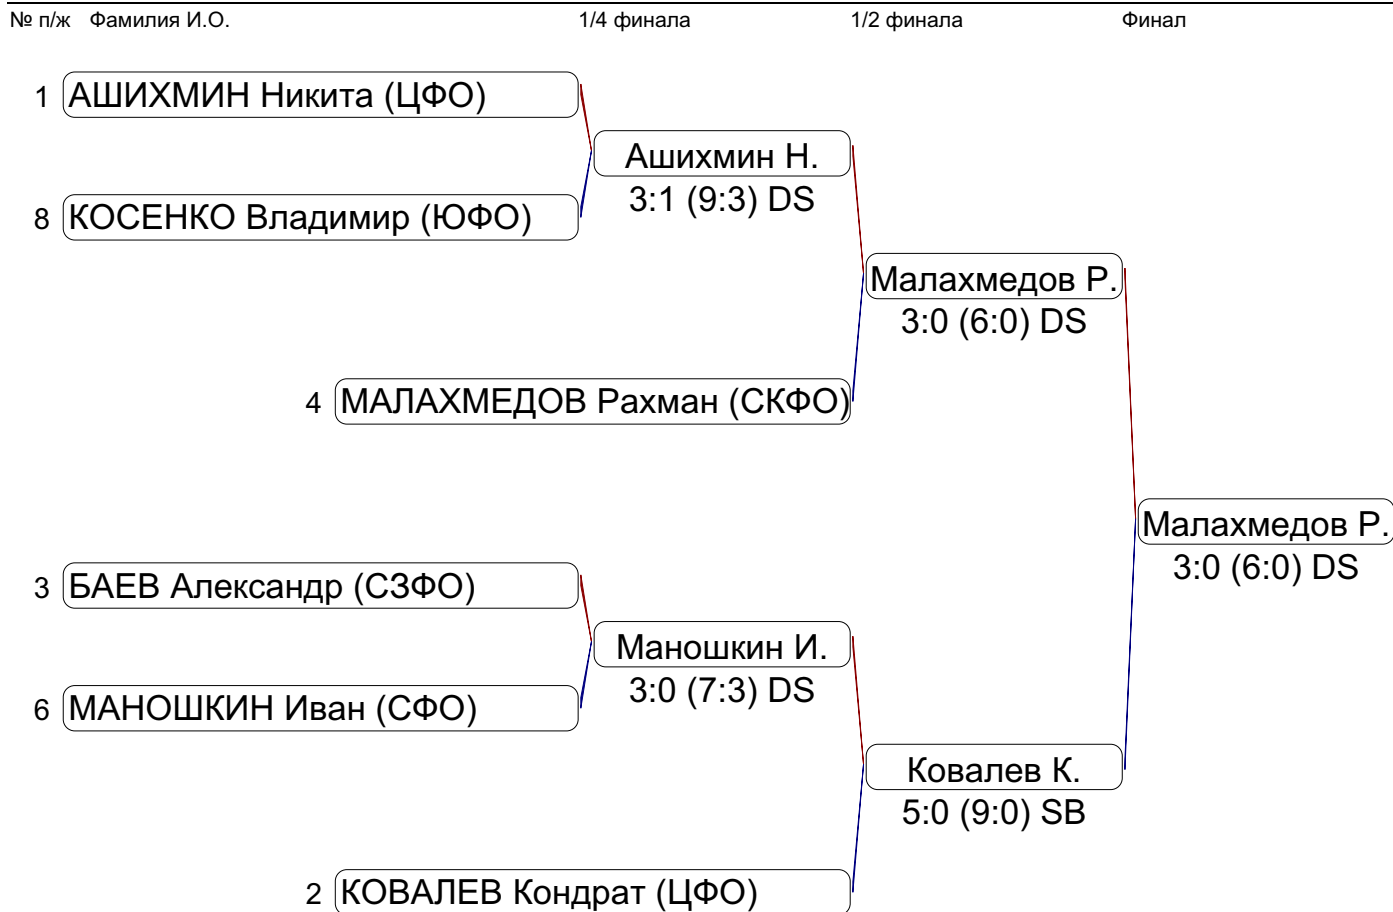 № п/ж Фамилия И.О. 1/4 финала 1/2 финала Финал
1 АШИХМИН Никита (ЦФО)
Ашихмин Н.
3:1 (9:3) DS
8 КОСЕНКО Владимир (ЮФО)
Малахмедов Р.
3:0 (6:0) DS
4 МАЛАХМЕДОВ Рахман (СКФО)
Малахмедов Р.
3:0 (6:0) DS
3 БАЕВ Александр (СЗФО)
Маношкин И.
3:0 (7:3) DS
6 МАНОШКИН Иван (СФО)
Ковалев К.
5:0 (9:0) SB
2 КОВАЛЕВ Кондрат (ЦФО)